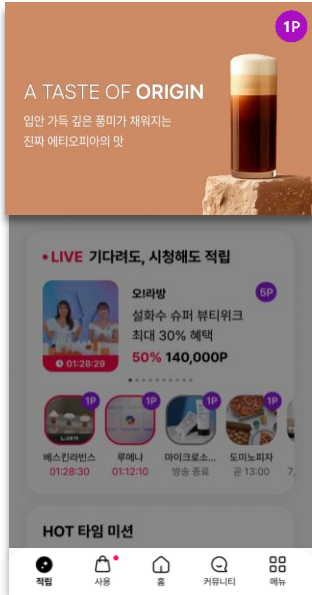 1P
A TASTE OF ORIGIN
입안 가득 깊은 풍미가 채워지는
진짜 에티오피아의 맛
• LIVE 기다려도, 시청해도 적립
오!라방
5P
설화수 슈퍼 뷰티위크
최대 30% 혜택
50% 140,000P
01:28:29
1P 1P 1P 1P
LIVE11
베스킨라빈스 루메나 마이크로소... 도미노피자
01:28:30 01:12:10 방송 종료 곧 13:00 7,
HOT 타임 미션
적립 사용 홈 커뮤니티 메뉴